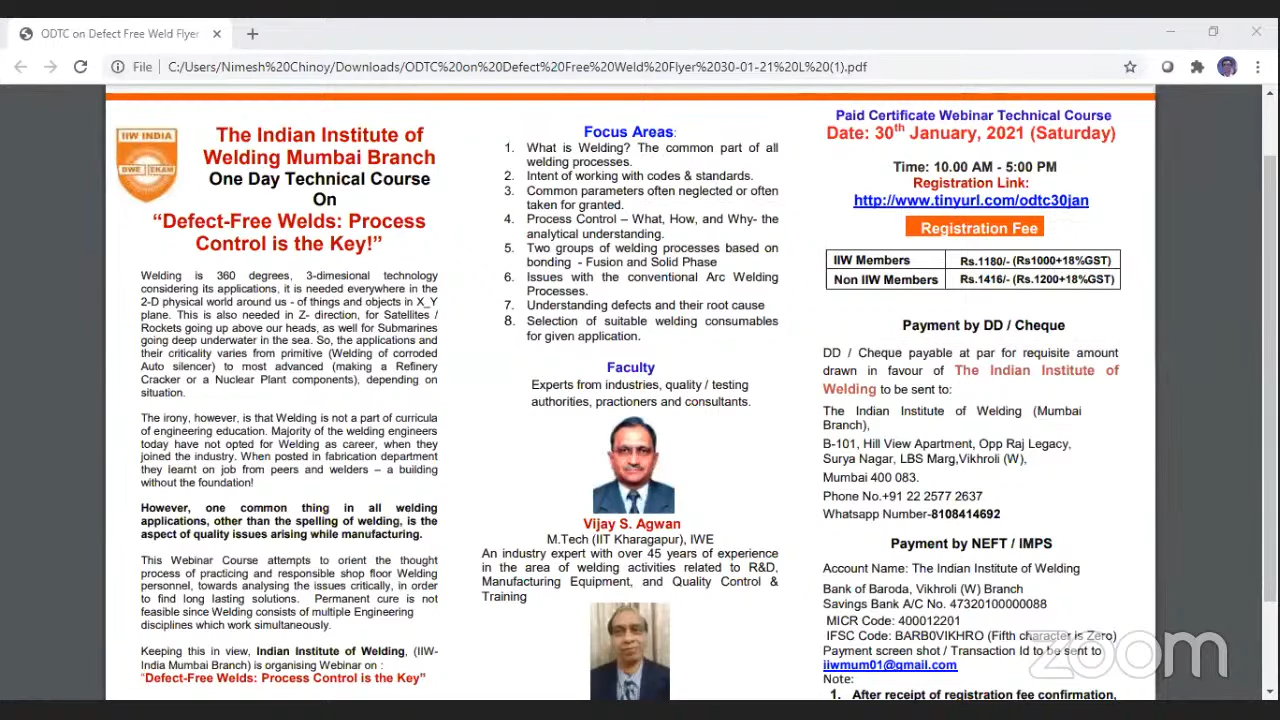 ODTC on Defect Free Weld Flyer
File
C:/Users/Nimesh%20Chinoy/Downloads/ODTC%20on%20Defect%20Free%20Weld%20Flyer%2030-01-21%20L%20(1).pdf
IIW INDIA
The Indian Institute of
Welding Mumbai Branch
One Day Technical Course
On
“Defect-Free Welds: Process
Control is the Key!”
Welding is 360 degrees, 3-dimesional technology
considering its applications, it is needed everywhere in the
2-D physical world around us - of things and objects in X_Y
plane. This is also needed in Z- direction, for Satellites /
Rockets going up above our heads, as well for Submarines
going deep underwater in the sea. So, the applications and
their criticality varies from primitive (Welding of corroded
Auto silencer) to most advanced (making a Refinery
Cracker or a Nuclear Plant components), depending on
situation.
The irony, however, is that Welding is not a part of curricula
of engineering education. Majority of the welding engineers
today have not opted for Welding as career, when they
joined the industry. When posted in fabrication department
they learnt on job from peers and welders – a building
without the foundation!
However, one common thing in all welding
applications, other than the spelling of welding, is the
aspect of quality issues arising while manufacturing.
This Webinar Course attempts to orient the thought
process of practicing and responsible shop floor Welding
personnel, towards analysing the issues critically, in order
to find long lasting solutions. Permanent cure is not
feasible since Welding consists of multiple Engineering
disciplines which work simultaneously.
Keeping this in view, Indian Institute of Welding, (IIW-
India Mumbai Branch) is organising Webinar on :
“Defect-Free Welds: Process Control is the Key”
Focus Areas:
1. What is Welding? The common part of all
welding processes.
2. Intent of working with codes & standards.
3. Common parameters often neglected or often
taken for granted.
4. Process Control – What, How, and Why- the
analytical understanding.
5. Two groups of welding processes based on
bonding - Fusion and Solid Phase
6. Issues with the conventional Arc Welding
Processes.
7. Understanding defects and their root cause
8. Selection of suitable welding consumables
for given application.
Faculty
Experts from industries, quality / testing
authorities, practioners and consultants.
Vijay S. Agwan
M.Tech (IIT Kharagapur), IWE
An industry expert with over 45 years of experience
in the area of welding activities related to R&D,
Manufacturing Equipment, and Quality Control &
Training
Paid Certificate Webinar Technical Course
Date: 30th January, 2021 (Saturday)
Time: 10.00 AM - 5:00 PM
Registration Link:
http://www.tinyurl.com/odtc30jan
Registration Fee
IIW Members Rs.1180/- (Rs1000+18%GST)
Non IIW Members Rs.1416/- (Rs.1200+18%GST)
Payment by DD / Cheque
DD / Cheque payable at par for requisite amount
drawn in favour of The Indian Institute of
Welding to be sent to:
The Indian Institute of Welding (Mumbai
Branch),
B-101, Hill View Apartment, Opp Raj Legacy,
Surya Nagar, LBS Marg,Vikhroli (W),
Mumbai 400 083.
Phone No.+91 22 2577 2637
Whatsapp Number-8108414692
Payment by NEFT / IMPS
Account Name: The Indian Institute of Welding
Bank of Baroda, Vikhroli (W) Branch
Savings Bank A/C No. 47320100000088
MICR Code: 400012201
IFSC Code: BARB0VIKHRO (Fifth character is Zero)
Payment screen shot / Transaction Id to be sent to
iiwmum01@gmail.com
Note:
1. After receipt of registration fee confirmation,
zoom